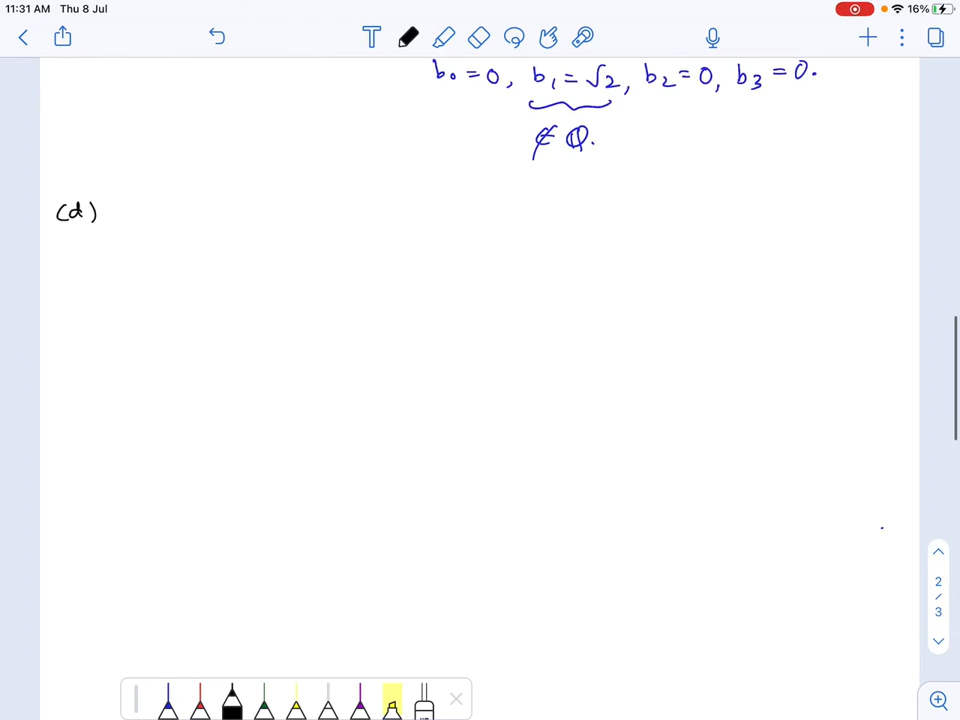 11:31 AM Thu 8 Jul 16%
T
b₀ = 0, b₁ = √2, b₂ = 0, b₃ = 0.
∉ ℚ.
(d)
2
/
3